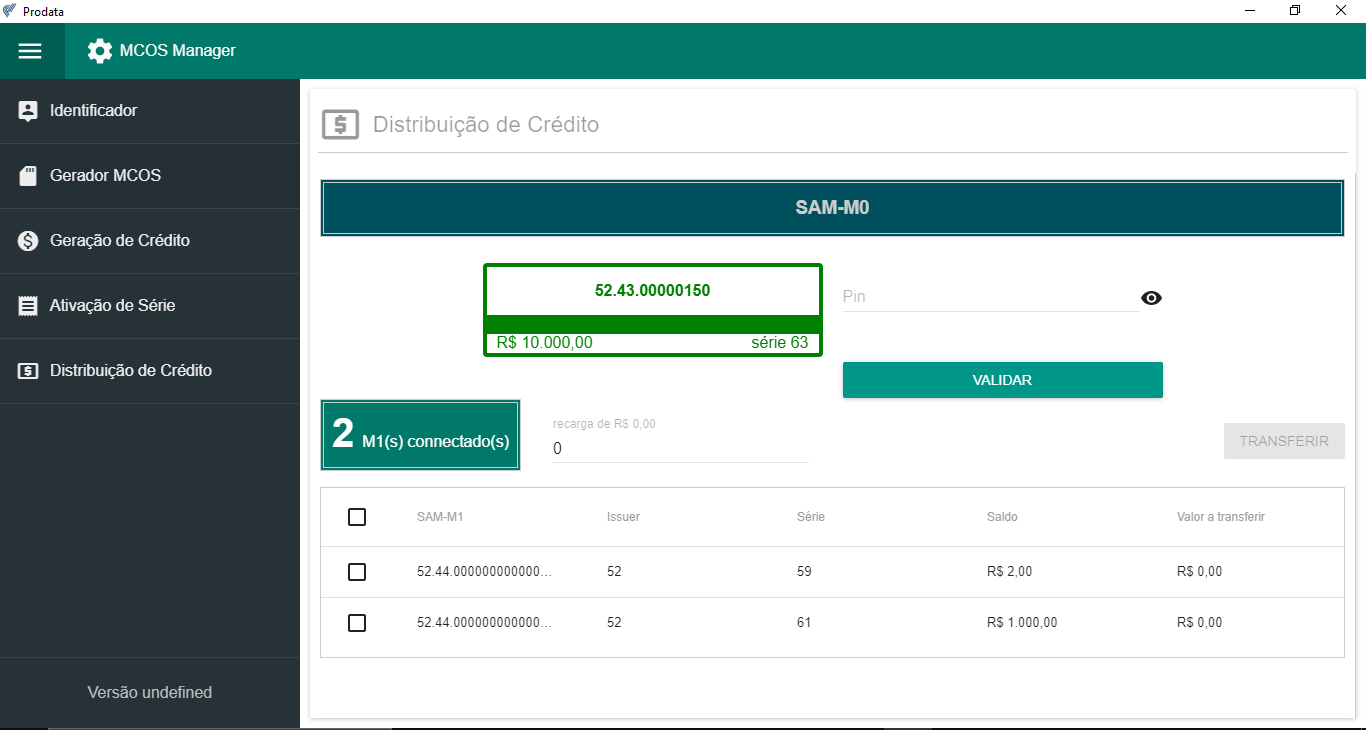 Prodata
MCOS Manager
Identificador
Gerador MCOS
Geração de Crédito
Ativação de Série
Distribuição de Crédito
Versão undefined
Distribuição de Crédito
SAM-M0
52.43.00000150
R$ 10.000,00 série 63
Pin
VALIDAR
2 M1(s) connectado(s)
recarga de R$ 0,00
0
TRANSFERIR
SAM-M1 Issuer Série Saldo Valor a transferir
52.44.000000000000... 52 59 R$ 2,00 R$ 0,00
52.44.000000000000... 52 61 R$ 1.000,00 R$ 0,00